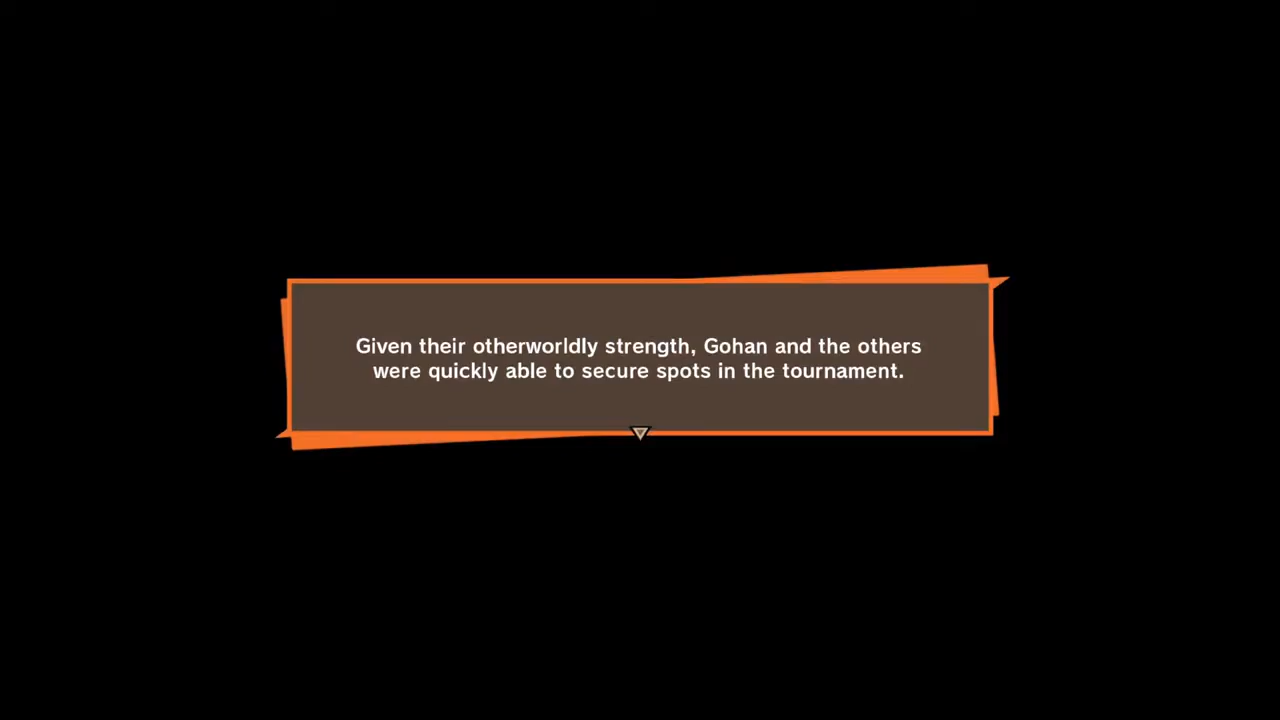 Given their otherworldly strength, Gohan and the others
were quickly able to secure spots in the tournament.